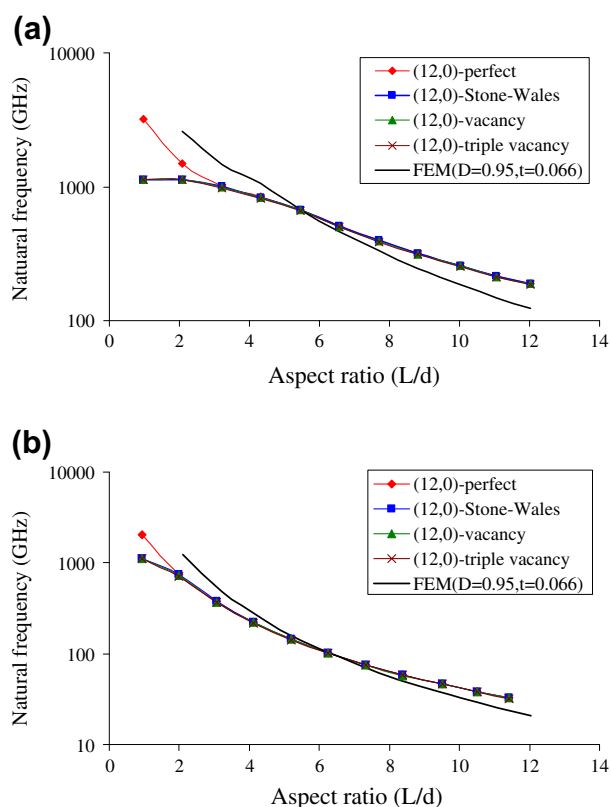 (a)
10000
1000
100
Natuaral frequency (GHz)
(12,0)-perfect
(12,0)-Stone-Wales
(12,0)-vacancy
(12,0)-triple vacancy
FEM(D=0.95,t=0.066)
0 2 4 6 8 10 12 14
Aspect ratio (L/d)
(b)
10000
1000
100
10
Natural frequency (GHz)
(12,0)-perfect
(12,0)-Stone-Wales
(12,0)-vacancy
(12,0)-triple vacancy
FEM(D=0.95,t=0.066)
0 2 4 6 8 10 12 14
Aspect ratio (L/d)